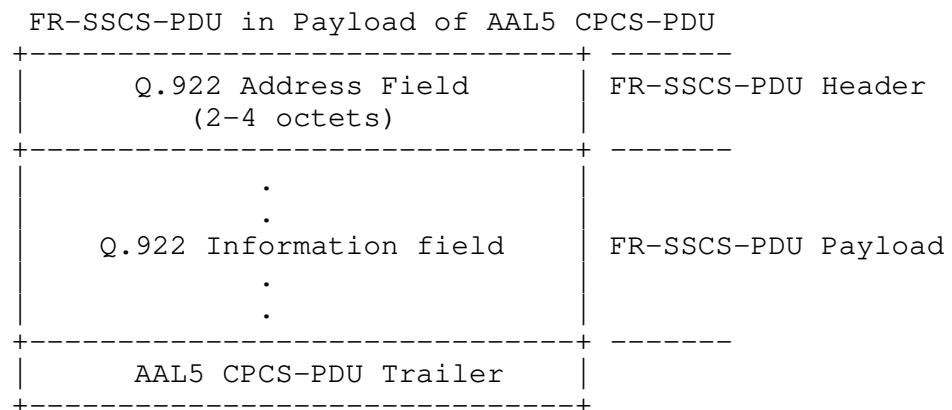 FR-SSCS-PDU in Payload of AAL5 CPCS-PDU
+-------------------------------+ -------
|      Q.922 Address Field      | FR-SSCS-PDU Header
|         (2-4 octets)          |
+-------------------------------+ -------
|             .                 |
|             .                 |
|    Q.922 Information field    | FR-SSCS-PDU Payload
|             .                 |
|             .                 |
+-------------------------------+ -------
|      AAL5 CPCS-PDU Trailer    |
+-------------------------------+